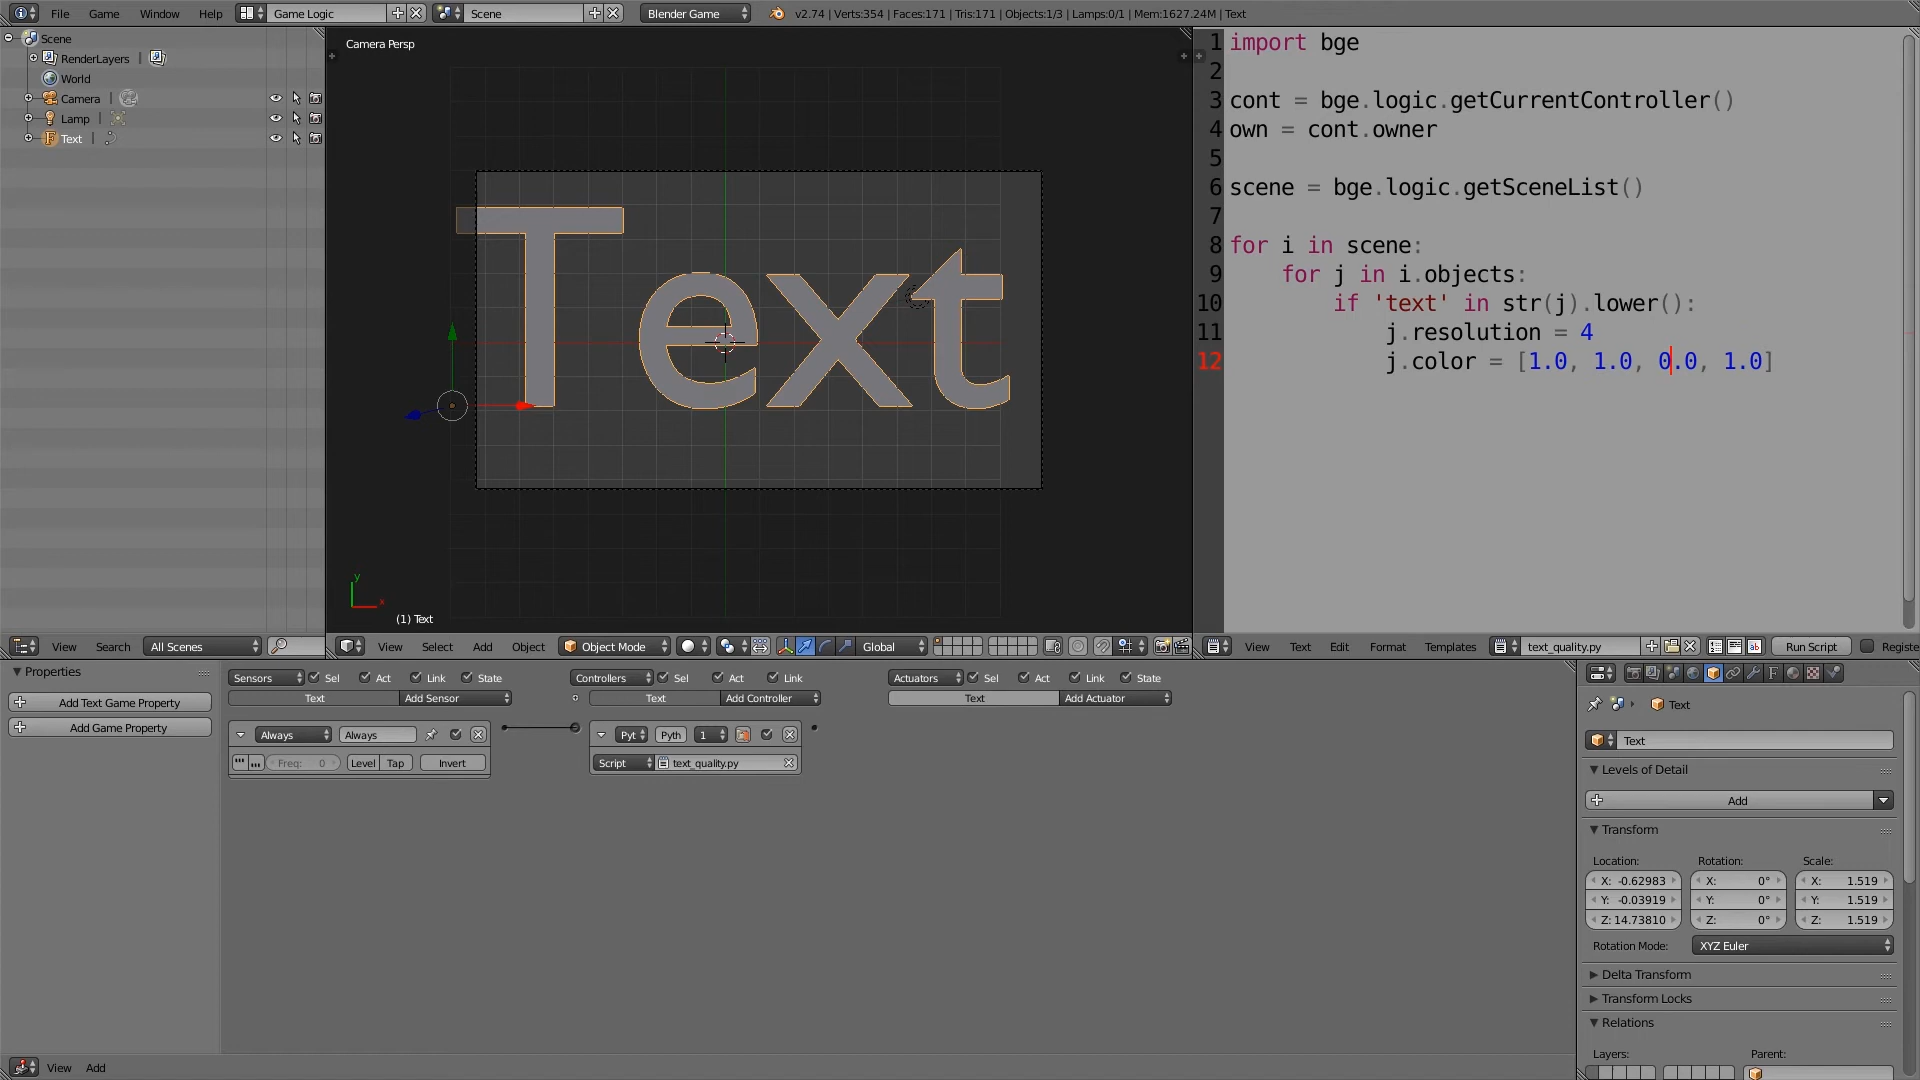 File Game Window Help Game Logic Scene Blender Game v2.74 | Verts:354 | Faces:171 | Tris:171 | Objects:1/3 | Lamps:0/1 | Mem:1627.24M | Text
Scene
RenderLayers
World
Camera
Lamp
Text
View Search All Scenes
Camera Persp
Text
y
x
(1) Text
View Select Add Object Object Mode Global
1 import bge
2
3 cont = bge.logic.getCurrentController()
4 own = cont.owner
5
6 scene = bge.logic.getSceneList()
7
8 for i in scene:
9 for j in i.objects:
10 if 'text' in str(j).lower():
11 j.resolution = 4
12 j.color = [1.0, 1.0, 0.0, 1.0]
View Text Edit Format Templates text_quality.py Run Script Registe
Properties
Add Text Game Property
Add Game Property
Sensors Sel Act Link State
Text Add Sensor
Always Always
Freq: 0 Level Tap Invert
Controllers Sel Act Link
Text Add Controller
Pyt Pyth 1
Script text_quality.py
Actuators Sel Act Link State
Text Add Actuator
View Add
Text
Text
Levels of Detail
Add
Transform
Location: Rotation: Scale:
X: -0.62983 X: 0° X: 1.519
Y: -0.03919 Y: 0° Y: 1.519
Z: 14.73810 Z: 0° Z: 1.519
Rotation Mode: XYZ Euler
Delta Transform
Transform Locks
Relations
Layers: Parent: